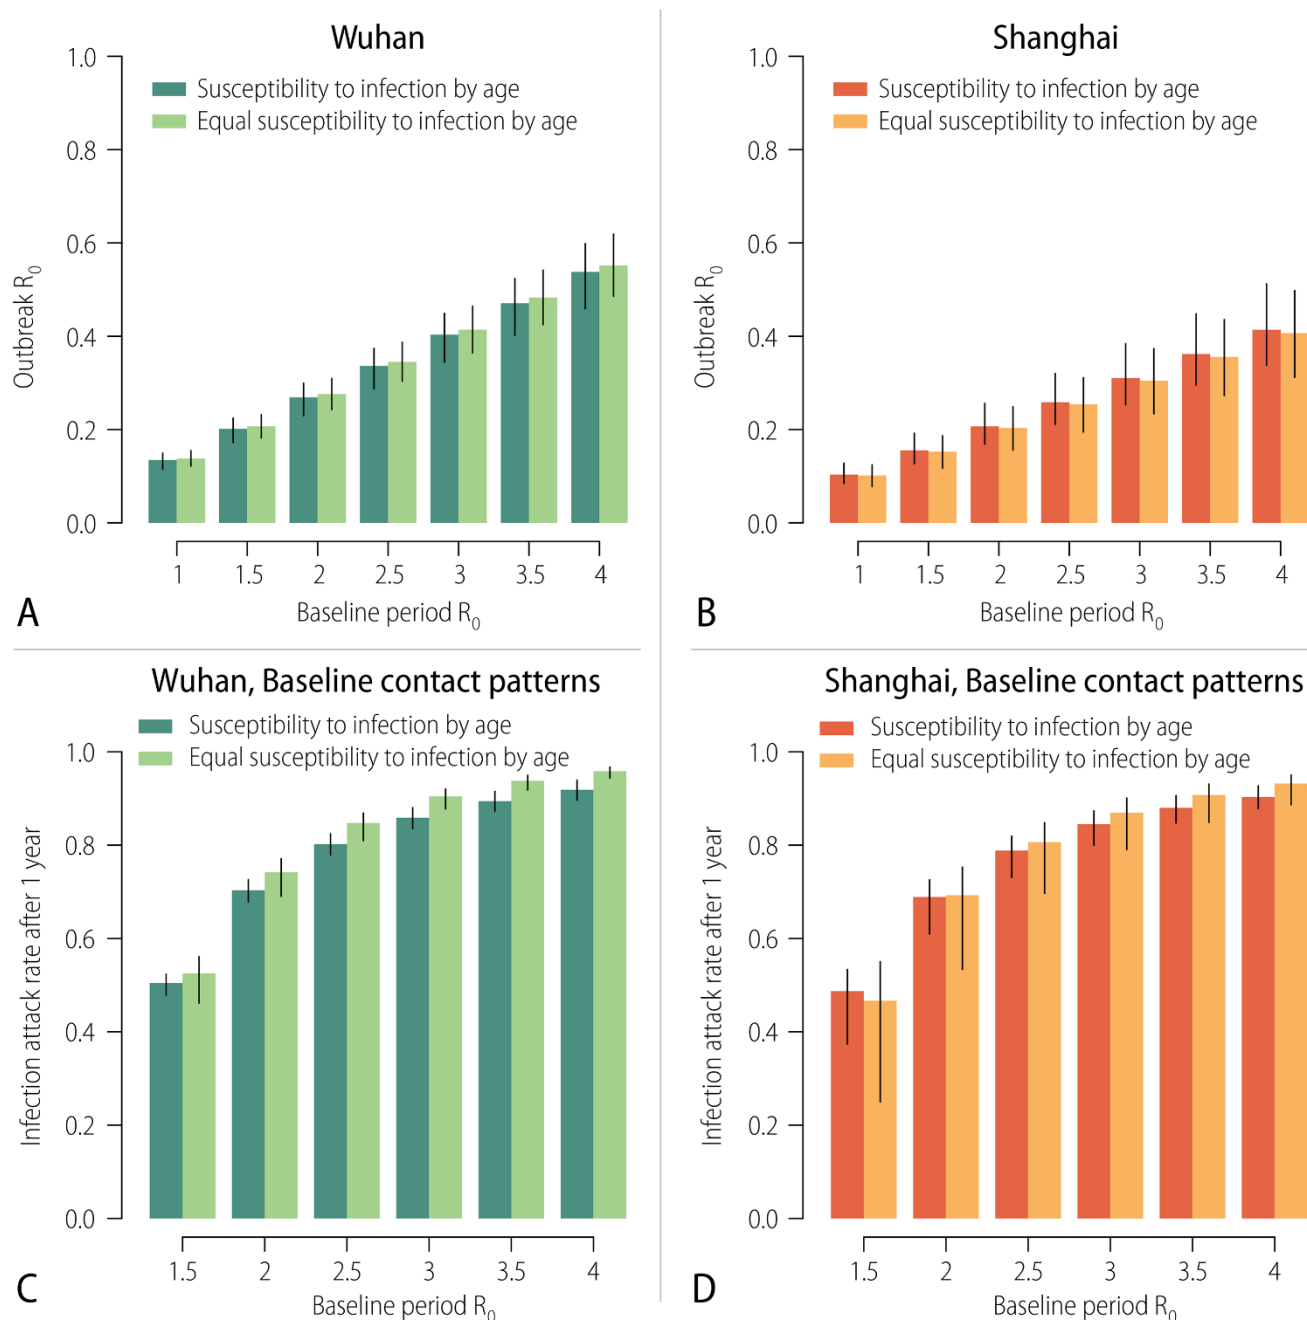 Wuhan
1.0
Susceptibility to infection by age
Equal susceptibility to infection by age
0.8
0.6
0.4
0.2
0.0
Outbreak R0
1 1.5 2 2.5 3 3.5 4
Baseline period R0
A
Shanghai
1.0
Susceptibility to infection by age
Equal susceptibility to infection by age
0.8
0.6
0.4
0.2
0.0
Outbreak R0
1 1.5 2 2.5 3 3.5 4
Baseline period R0
B
Wuhan, Baseline contact patterns
Susceptibility to infection by age
Equal susceptibility to infection by age
1.0
0.8
0.6
0.4
0.2
0.0
Infection attack rate after 1 year
1.5 2 2.5 3 3.5 4
Baseline period R0
C
Shanghai, Baseline contact patterns
Susceptibility to infection by age
Equal susceptibility to infection by age
1.0
0.8
0.6
0.4
0.2
0.0
Infection attack rate after 1 year
1.5 2 2.5 3 3.5 4
Baseline period R0
D